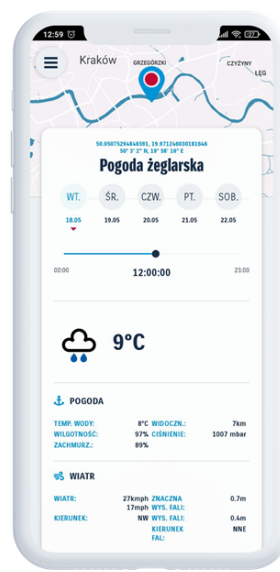 12:59
Kraków
GRZEGÓRZKI
CZYŻYNY
ŁĘG
50.05075294846591, 19.971246030181646
50° 3' 2" N, 19° 58' 16" E
Pogoda żeglarska
WT. ŚR. CZW. PT. SOB.
18.05 19.05 20.05 21.05 22.05
00:00 12:00:00 23:00
9°C
POGODA
TEMP. WODY: 8°C WIDOCZN.: 7km
WILGOTNOŚĆ: 97% CIŚNIENIE: 1007 mbar
ZACHMURZ.: 89%
WIATR
WIATR: 27kmph ZNACZNA 0.7m
17mph WYS. FALI:
KIERUNEK: NW WYS. FALI: 0.4m
KIERUNEK NNE
FAL: